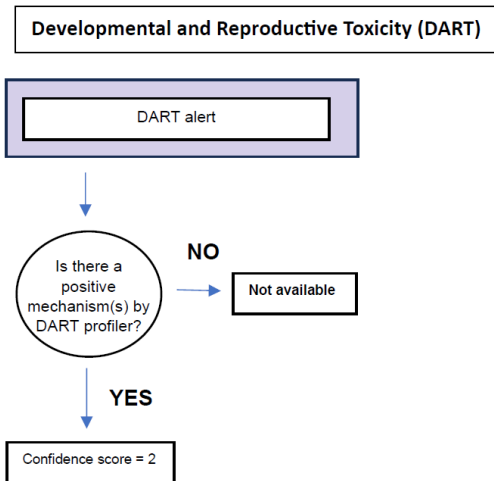 Developmental and Reproductive Toxicity (DART)
DART alert
NO
Is there a
positive
mechanism(s) by
DART profiler?
Not available
YES
Confidence score = 2